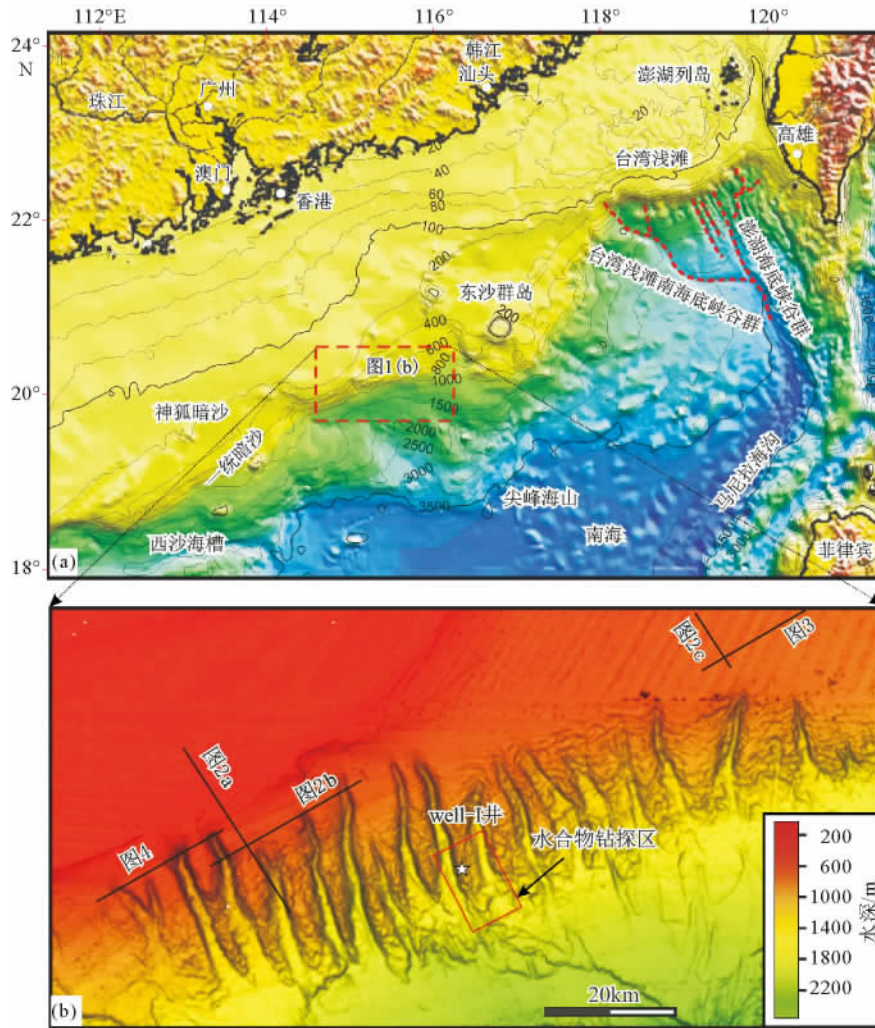 112°E
114°
116°
118°
120°
24°
N
22°
20°
18°
韩江
汕头
澎湖列岛
广州
珠江
高雄
20
台湾浅滩
20
澳门
40
香港
60
80
100
澎湖海底峡谷群
台湾浅滩南海底峡谷群
200
东沙群岛
200
400
600
800
图1(b)
1000
1500
神狐暗沙
2000
2500
一统暗沙
3000
马尼拉海沟
3500
尖峰海山
南海
西沙海槽
菲律宾
(a)
图2c
图3
图2a
图2b
well-1井
水合物钻探区
图4
200
600
1000
1400
1800
2200
水深/m
20km
(b)